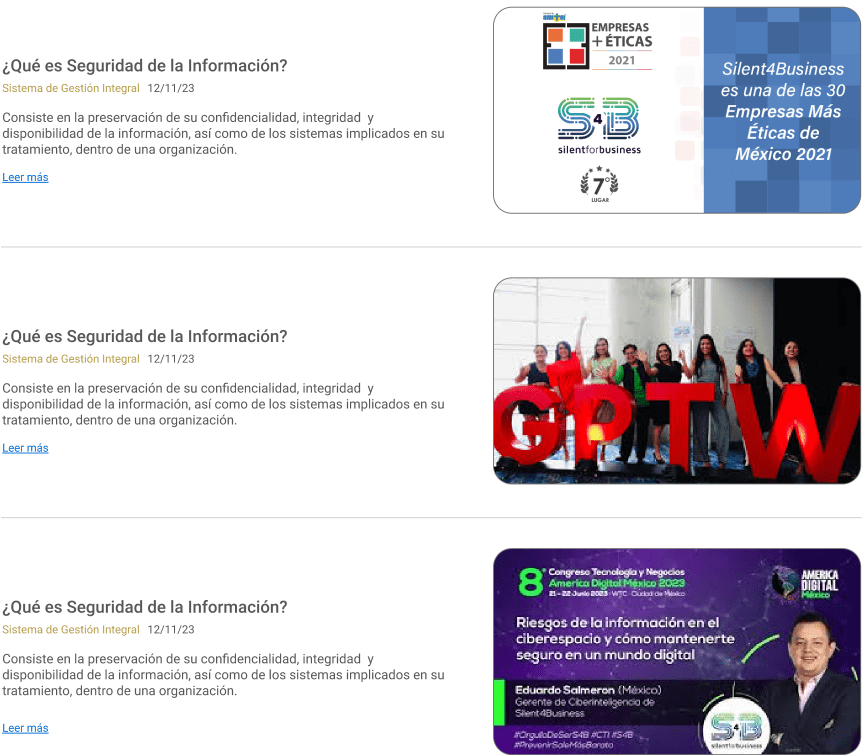 ¿Qué es Seguridad de la Información?
Sistema de Gestión Integral 12/11/23
Consiste en la preservación de su confidencialidad, integridad y
disponibilidad de la información, así como de los sistemas implicados en su
tratamiento, dentro de una organización.
Leer más
EMPRESAS
+ ÉTICAS
2021
S4B
silentforbusiness
7°
LUGAR
Silent4Business
es una de las 30
Empresas Más
Éticas de
México 2021
¿Qué es Seguridad de la Información?
Sistema de Gestión Integral 12/11/23
Consiste en la preservación de su confidencialidad, integridad y
disponibilidad de la información, así como de los sistemas implicados en su
tratamiento, dentro de una organización.
Leer más
S4B
GPTW
¿Qué es Seguridad de la Información?
Sistema de Gestión Integral 12/11/23
Consiste en la preservación de su confidencialidad, integridad y
disponibilidad de la información, así como de los sistemas implicados en su
tratamiento, dentro de una organización.
Leer más
8° Congreso Tecnología y Negocios
America Digital México 2023
21 - 22 Junio 2023 · WTC · Ciudad de México
AMERICA
DIGITAL
México
Riesgos de la información en el
ciberespacio y cómo mantenerte
seguro en un mundo digital
Eduardo Salmeron (México)
Gerente de Ciberinteligencia de
Silent4Business
#OrgulloDeSerS4B #CTI #S4B
#PrevenirSaleMásBarato
S4B
silentforbusiness